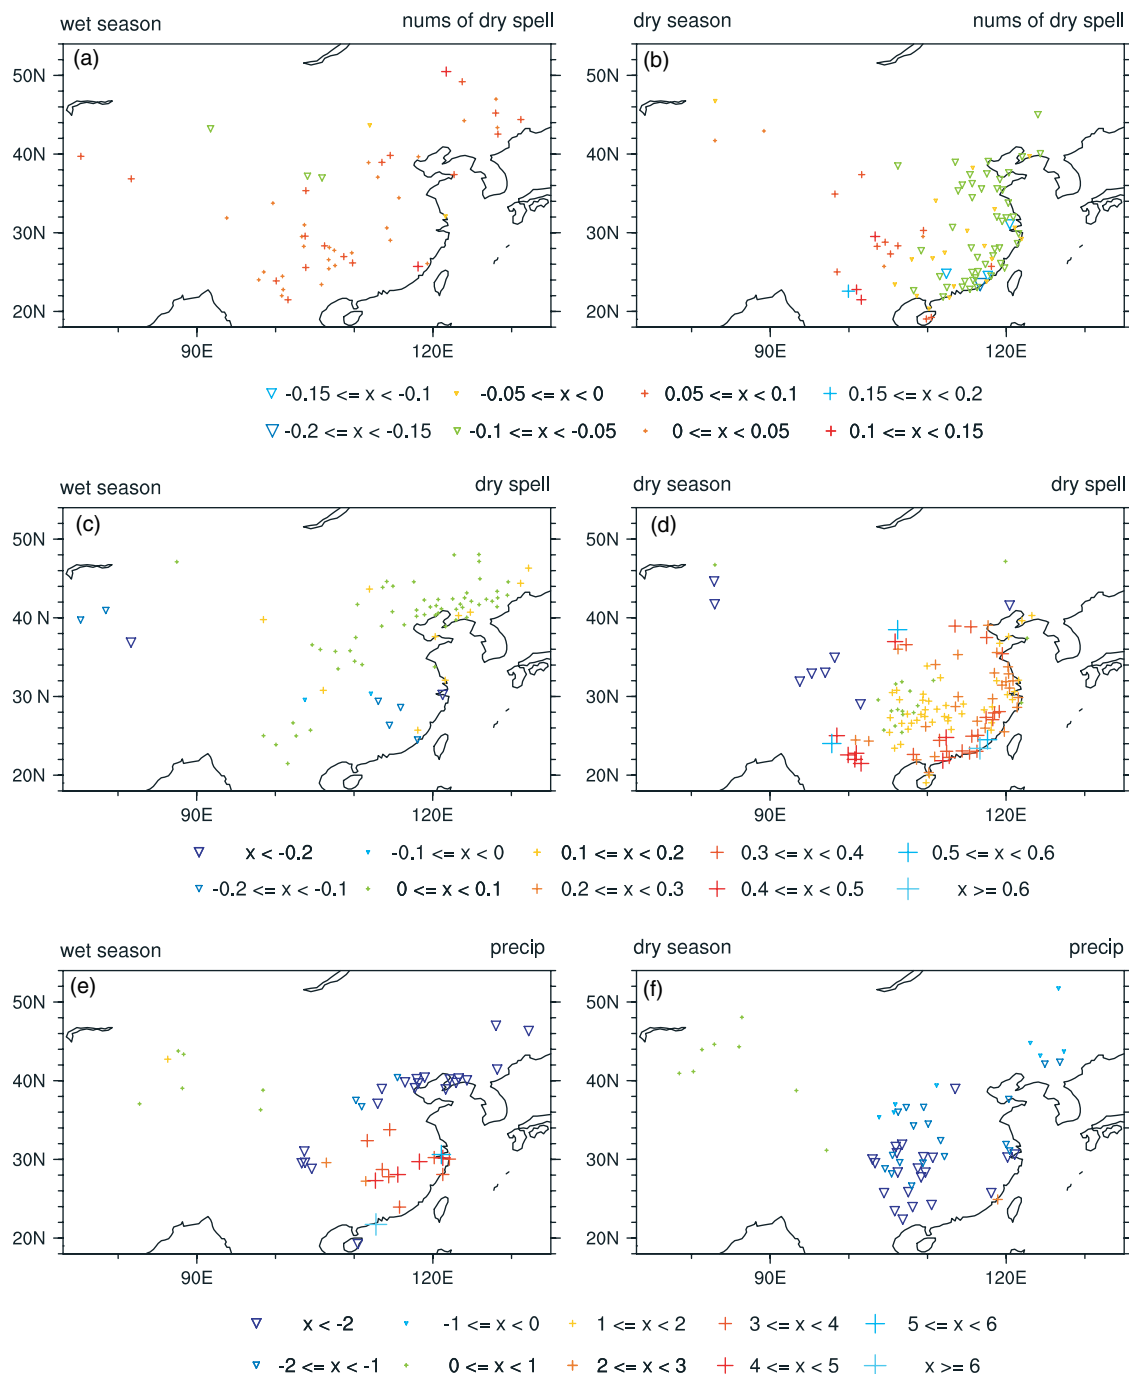 wet season nums of dry spell dry season nums of dry spell
(a) (b)
50N 50N
40N 40N
30N 30N
20N 20N
90E 120E 90E 120E
-0.15 <= x < -0.1 -0.05 <= x < 0 0.05 <= x < 0.1 0.15 <= x < 0.2
-0.2 <= x < -0.15 -0.1 <= x < -0.05 0 <= x < 0.05 0.1 <= x < 0.15
wet season dry spell dry season dry spell
(c) (d)
50N 50N
40 N 40N
30N 30N
20N 20N
90E 120E 90E 120E
x < -0.2 -0.1 <= x < 0 0.1 <= x < 0.2 0.3 <= x < 0.4 0.5 <= x < 0.6
-0.2 <= x < -0.1 0 <= x < 0.1 0.2 <= x < 0.3 0.4 <= x < 0.5 x >= 0.6
wet season precip dry season precip
(e) (f)
50N 50N
40N 40N
30N 30N
20N 20N
90E 120E 90E 120E
x < -2 -1 <= x < 0 1 <= x < 2 3 <= x < 4 5 <= x < 6
-2 <= x < -1 0 <= x < 1 2 <= x < 3 4 <= x < 5 x >= 6